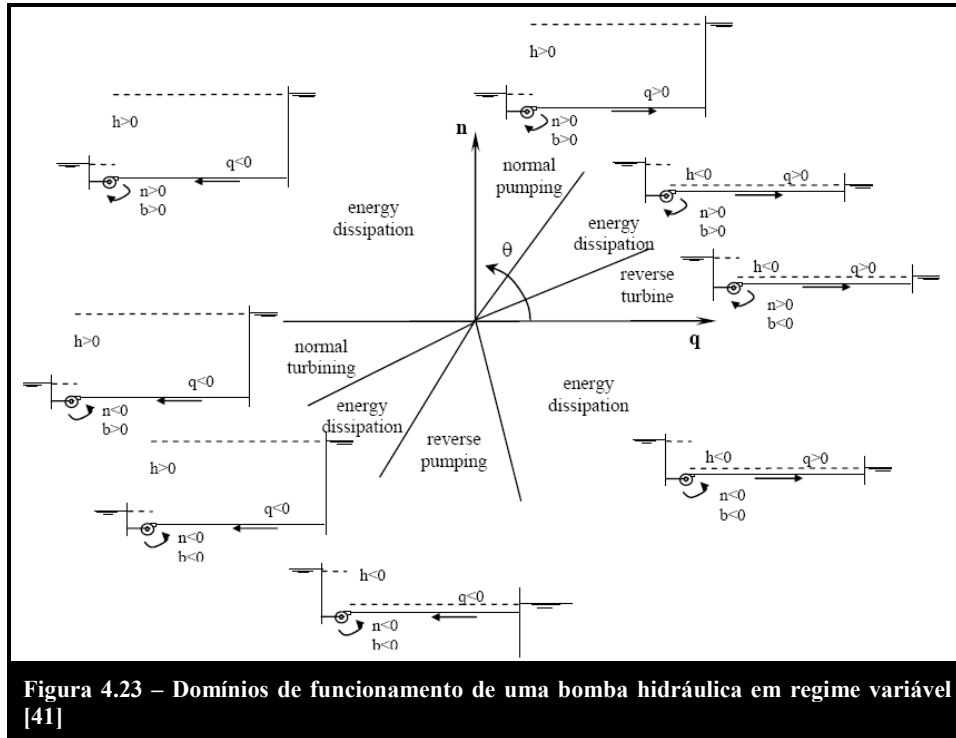 h>0
q>0
n>0
b>0
h>0
q<0
n>0
b>0
n
normal
pumping
h<0
q>0
n>0
b>0
energy
dissipation
θ
energy
dissipation
reverse
turbine
h<0
q>0
n>0
b<0
q
h>0
q<0
n<0
b>0
normal
turbining
energy
dissipation
energy
dissipation
reverse
pumping
h>0
q<0
n<0
b<0
h<0
q>0
n<0
b<0
h<0
q<0
n<0
b<0
Figura 4.23 – Domínios de funcionamento de uma bomba hidráulica em regime variável
[41]